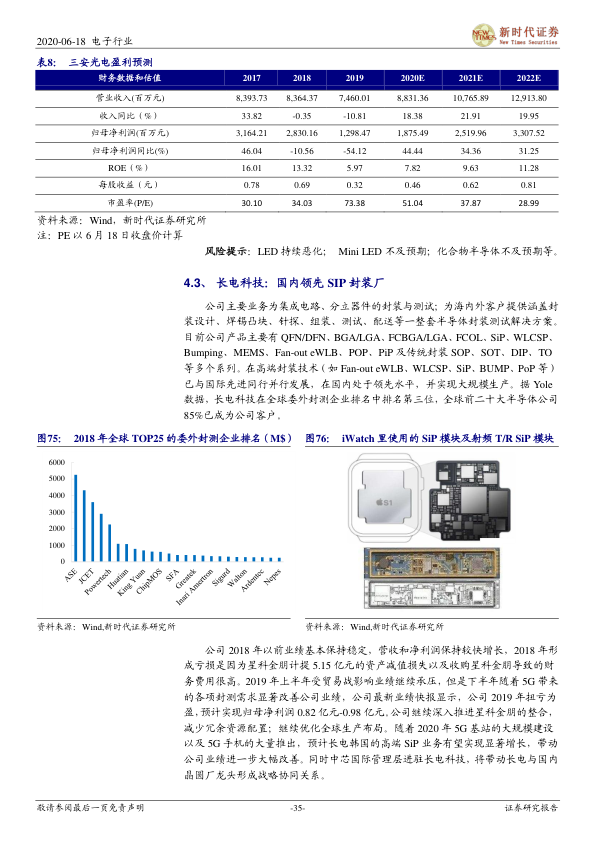 2020-06-18 电子行业
新时代证券
New Times Securities
NEW TIMES
表8： 三安光电盈利预测
财务数据和估值 2017 2018 2019 2020E 2021E 2022E
营业收入(百万元) 8,393.73 8,364.37 7,460.01 8,831.36 10,765.89 12,913.80
收入同比（%） 33.82 -0.35 -10.81 18.38 21.91 19.95
归母净利润(百万元) 3,164.21 2,830.16 1,298.47 1,875.49 2,519.96 3,307.52
归母净利润同比(%) 46.04 -10.56 -54.12 44.44 34.36 31.25
ROE（%） 16.01 13.32 5.97 7.82 9.63 11.28
每股收益（元） 0.78 0.69 0.32 0.46 0.62 0.81
市盈率(P/E) 30.10 34.03 73.38 51.04 37.87 28.99
资料来源：Wind，新时代证券研究所
注：PE 以 6 月 18 日收盘价计算
风险提示：LED 持续恶化； Mini LED 不及预期；化合物半导体不及预期等。
4.3、 长电科技：国内领先 SIP 封装厂
公司主要业务为集成电路、分立器件的封装与测试；为海内外客户提供涵盖封
装设计、焊锡凸块、针探、组装、测试、配送等一整套半导体封装测试解决方案。
目前公司产品主要有 QFN/DFN、BGA/LGA、FCBGA/LGA、FCOL、SiP、WLCSP、
Bumping、MEMS、Fan-out eWLB、POP、PiP 及传统封装 SOP、SOT、DIP、TO
等多个系列。在高端封装技术（如 Fan-out eWLB、WLCSP、SiP、BUMP、PoP 等）
已与国际先进同行并行发展，在国内处于领先水平，并实现大规模生产。据 Yole
数据，长电科技在全球委外封测企业排名中排名第三位，全球前二十大半导体公司
85%已成为公司客户。
图75： 2018 年全球 TOP25 的委外封测企业排名（M$）
6000
5000
4000
3000
2000
1000
0
ASE JCET Powertech Huatian King Yuan ChipMOS SFA Greatek Inari Amertron Sigurd Walton Ardentec Nepes
资料来源：Wind,新时代证券研究所
图76： iWatch 里使用的 SiP 模块及射频 T/R SiP 模块
S1
资料来源：Wind,新时代证券研究所
公司 2018 年以前业绩基本保持稳定，营收和净利润保持较快增长，2018 年形
成亏损是因为星科金朋计提 5.15 亿元的资产减值损失以及收购星科金朋导致的财
务费用很高。2019 年上半年受贸易战影响业绩继续承压，但是下半年随着 5G 带来
的各项封测需求显著改善公司业绩，公司最新业绩快报显示，公司 2019 年扭亏为
盈,预计实现归母净利润 0.82 亿元-0.98 亿元。公司继续深入推进星科金朋的整合，
减少冗余资源配置；继续优化全球生产布局。随着 2020 年 5G 基站的大规模建设
以及 5G 手机的大量推出，预计长电韩国的高端 SiP 业务有望实现显著增长，带动
公司业绩进一步大幅改善。同时中芯国际管理层进驻长电科技，将带动长电与国内
晶圆厂龙头形成战略协同关系。
敬请参阅最后一页免责声明
-35-
证券研究报告